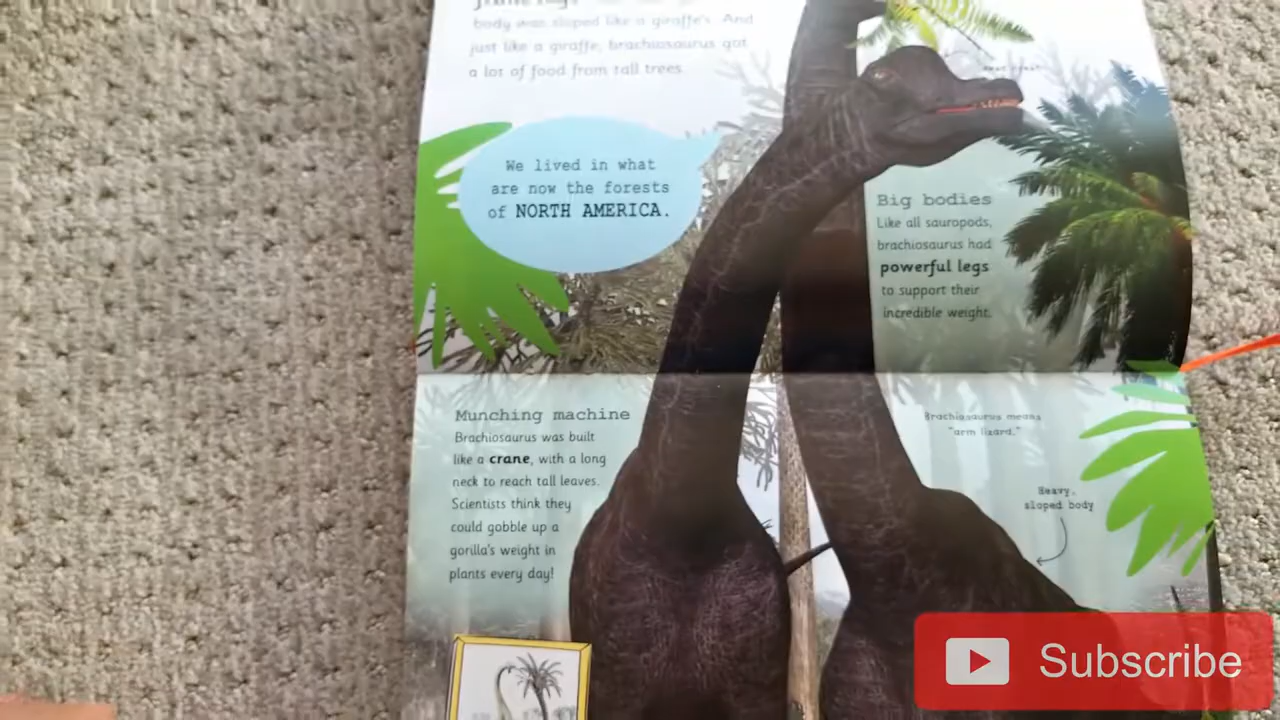 body was sloped like a giraffe's. And
just like a giraffe, brachiosaurus got
a lot of food from tall trees.
We lived in what
are now the forests
of NORTH AMERICA.
Big bodies
Like all sauropods,
brachiosaurus had
powerful legs
to support their
incredible weight.
Munching machine
Brachiosaurus was built
like a crane, with a long
neck to reach tall leaves.
Scientists think they
could gobble up a
gorilla's weight in
plants every day!
Brachiosaurus means
"arm lizard."
Heavy,
sloped body
Subscribe